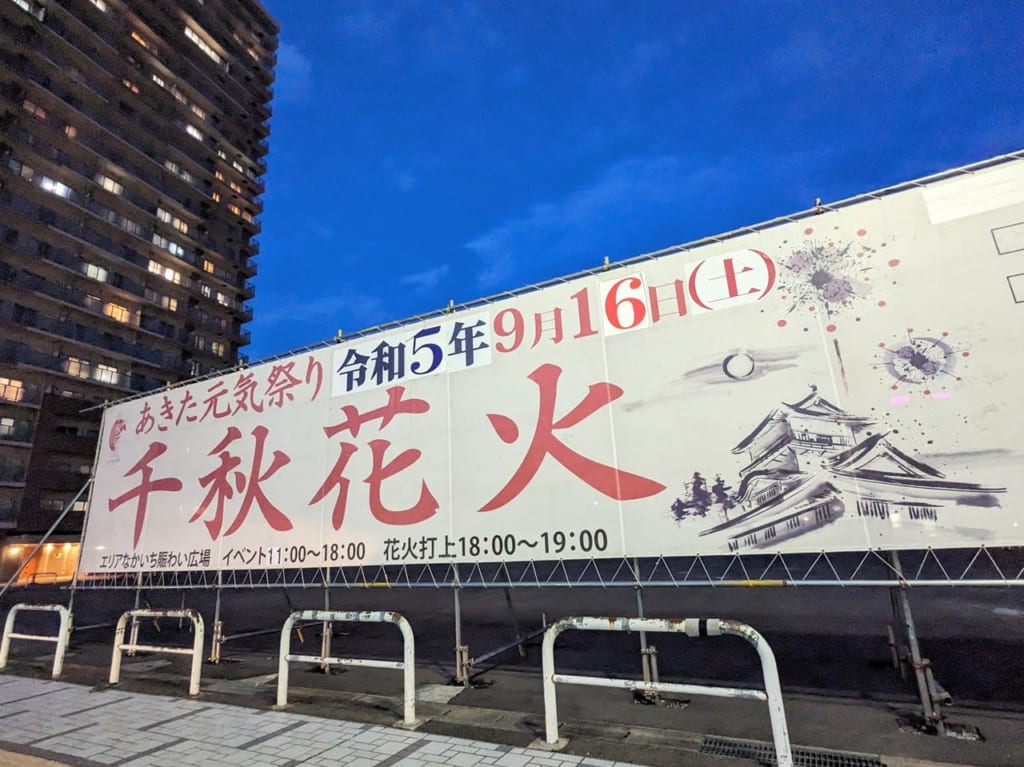 あきた元気祭り 令和5年9月16日(土)
千秋花火
エリアなかいち賑わい広場 イベント11:00～18:00 花火打上18:00～19:00